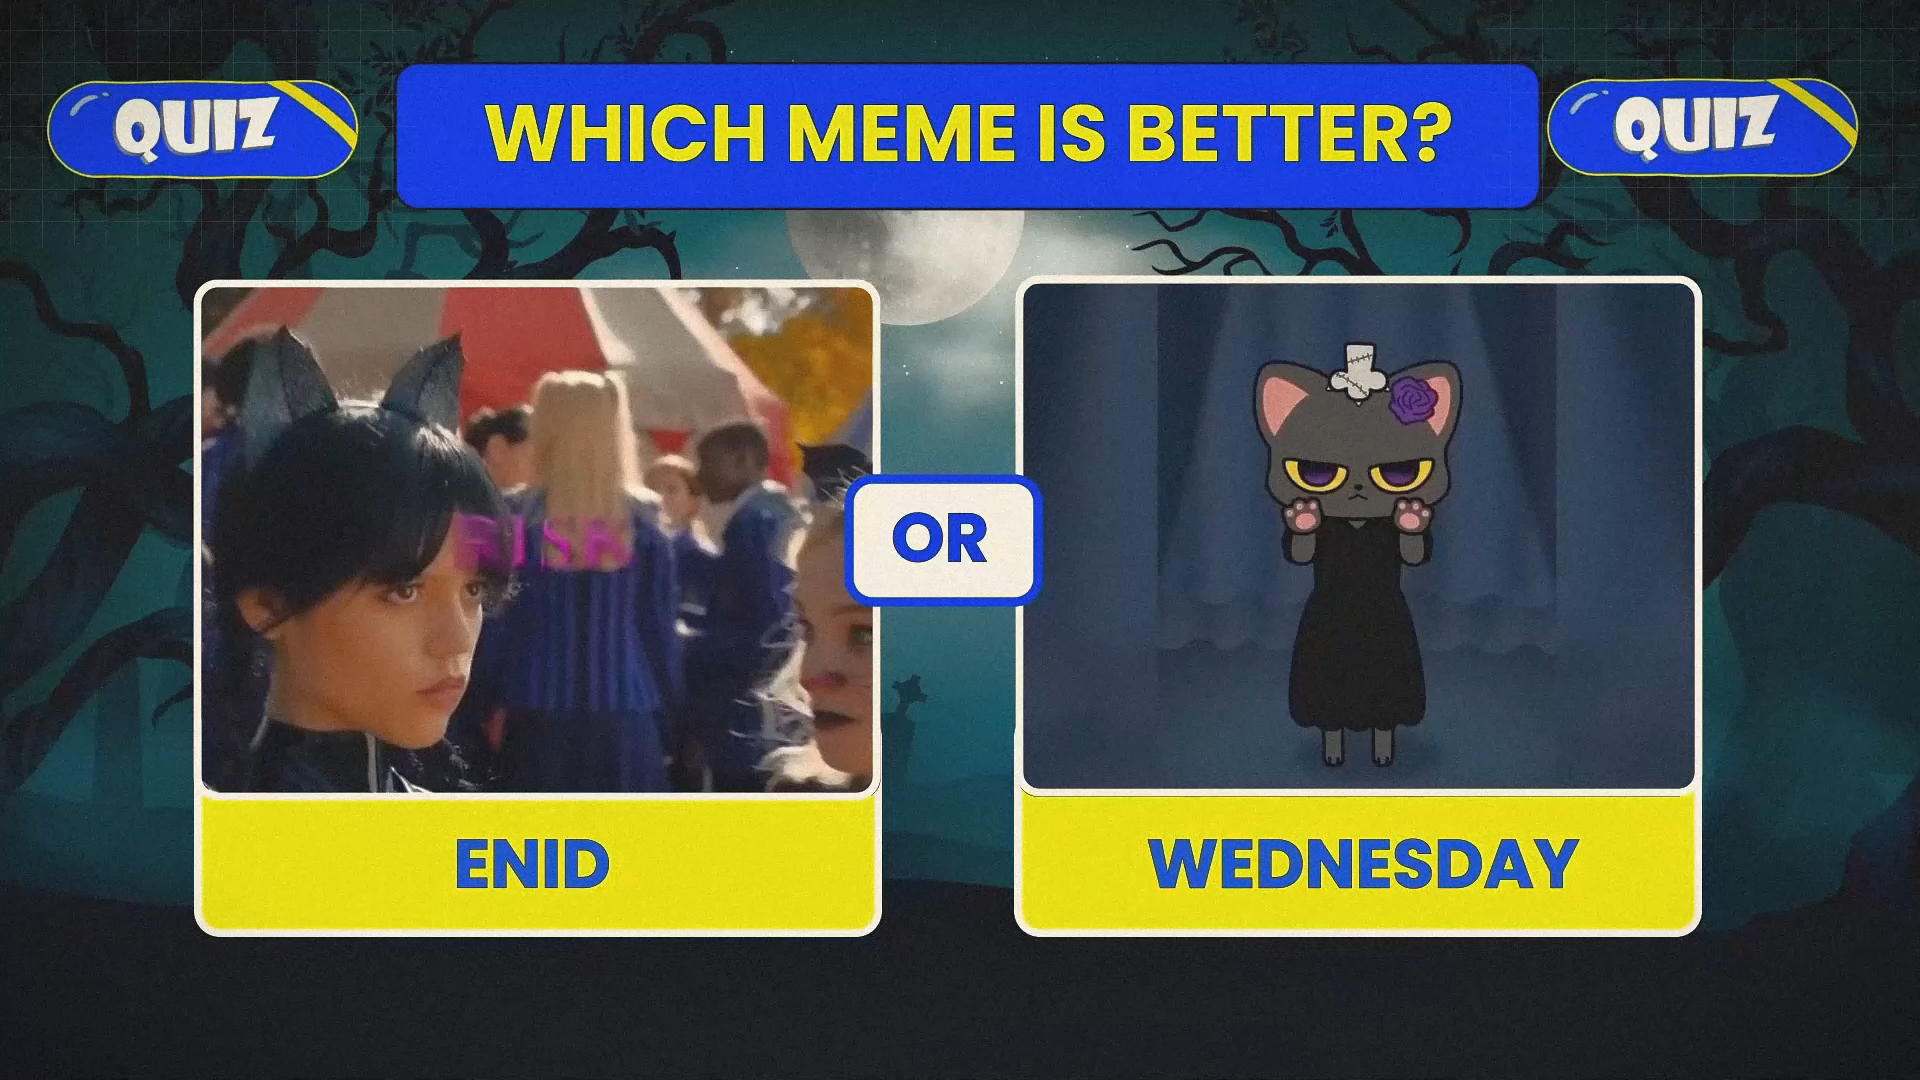 QUIZ
WHICH MEME IS BETTER?
QUIZ
OR
ENID
WEDNESDAY